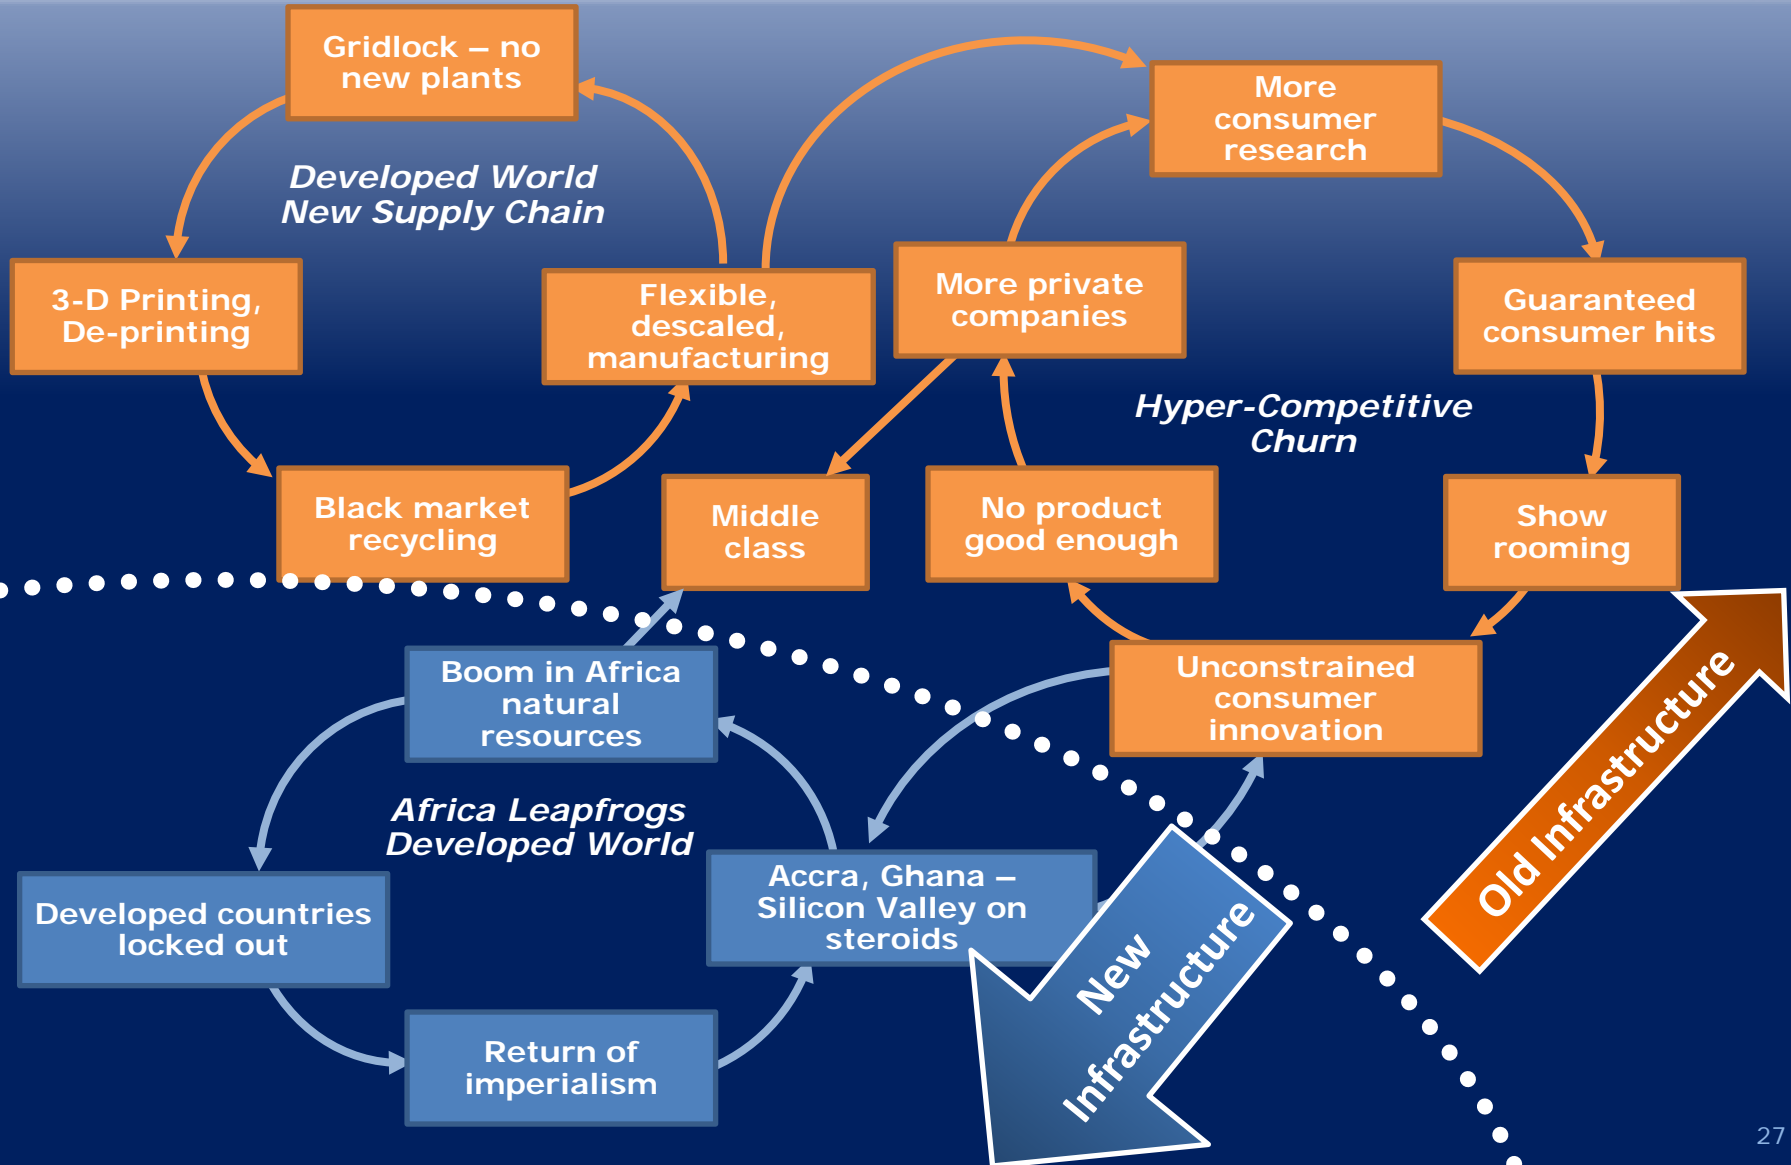 Gridlock – no
new plants
More
consumer
research
Developed World
New Supply Chain
3-D Printing,
De-printing
Flexible,
descaled,
manufacturing
More private
companies
Guaranteed
consumer hits
Hyper-Competitive
Churn
Black market
recycling
Middle
class
No product
good enough
Show
rooming
Boom in Africa
natural
resources
Unconstrained
consumer
innovation
Old Infrastructure
Africa Leapfrogs
Developed World
Developed countries
locked out
Accra, Ghana –
Silicon Valley on
steroids
New
Infrastructure
Return of
imperialism
27